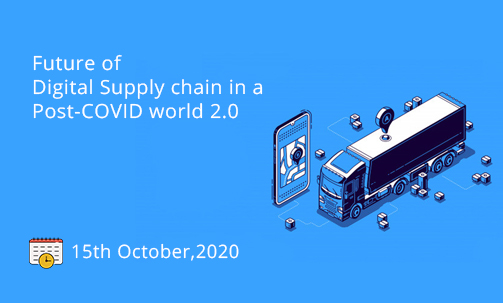 Future of
Digital Supply chain in a
Post-COVID world 2.0
15th October,2020